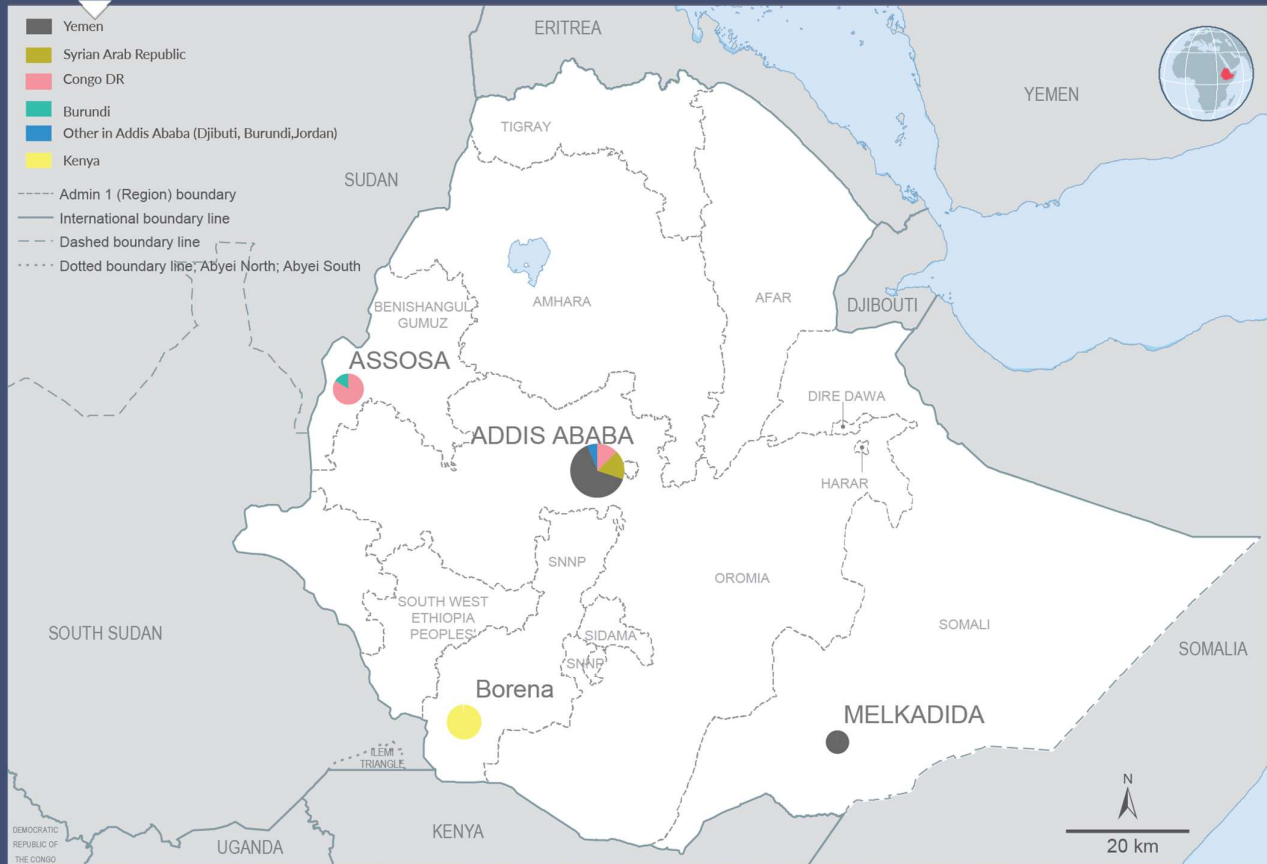 Yemen
Syrian Arab Republic
Congo DR
Burundi
Other in Addis Ababa (Djibuti, Burundi,Jordan)
Kenya
Admin 1 (Region) boundary
International boundary line
Dashed boundary line
Dotted boundary line; Abyei North; Abyei South
ERITREA
YEMEN
TIGRAY
SUDAN
AMHARA
AFAR
DJIBOUTI
BENISHANGUL
GUMUZ
ASSOSA
DIRE DAWA
ADDIS ABABA
HARAR
SNNP
OROMIA
SOUTH WEST
ETHIOPIA
PEOPLES'
SOMALI
SOUTH SUDAN
SIDAMA
SOMALIA
SNNP
Borena
MELKADIDA
ILEMI
TRIANGLE
N
20 km
KENYA
UGANDA
DEMOCRATIC
REPUBLIC OF
THE CONGO